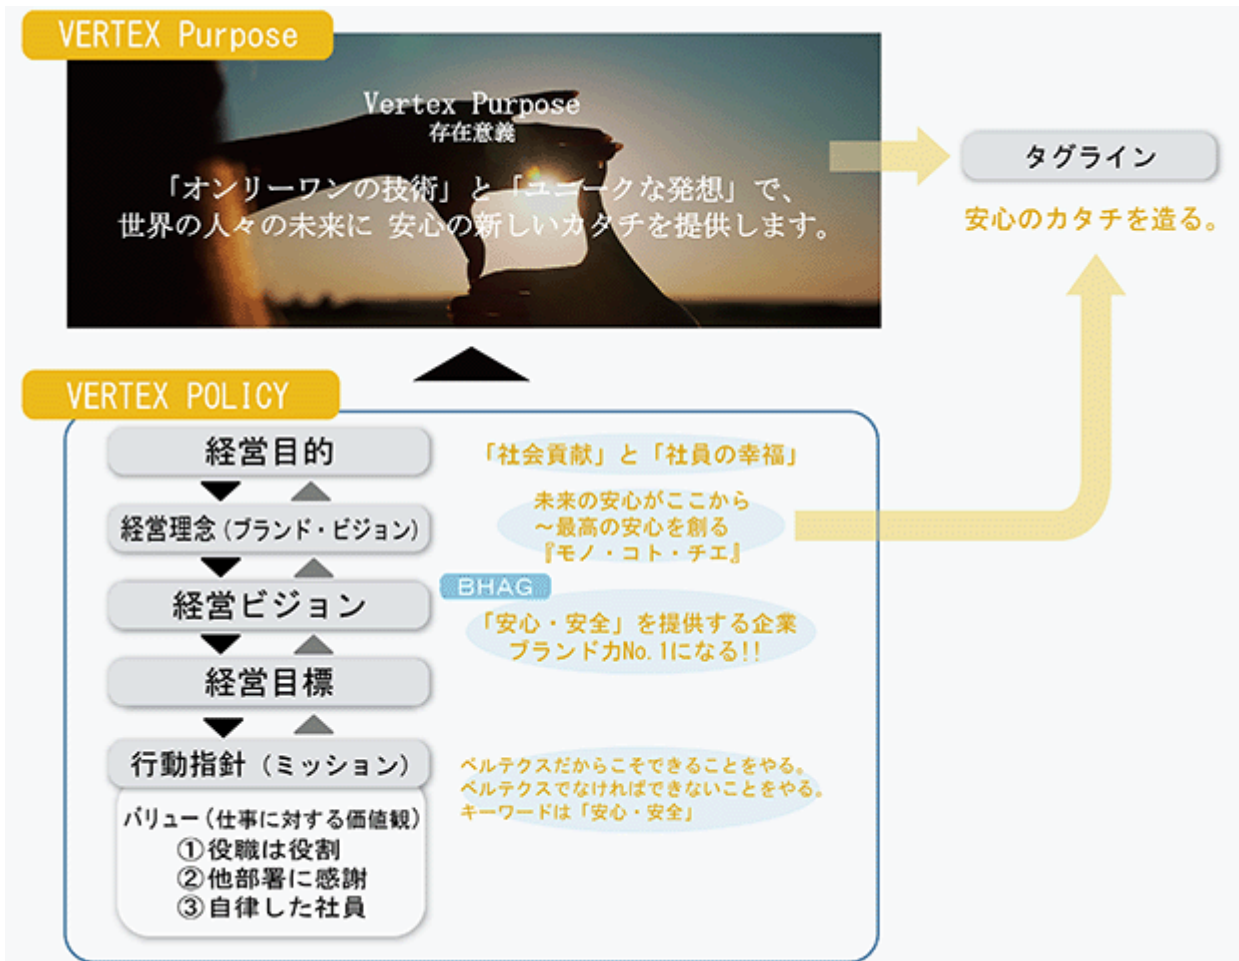 VERTEX Purpose
Vertex Purpose
存在意義
「オンリーワンの技術」と「ユニークな発想」で、
世界の人々の未来に 安心の新しいカタチを提供します。
タグライン
安心のカタチを造る。
VERTEX POLICY
経営目的
「社会貢献」と「社員の幸福」
経営理念(ブランド・ビジョン)
未来の安心がここから
～最高の安心を創る
『モノ・コト・チエ』
経営ビジョン
BHAG
「安心・安全」を提供する企業
ブランド力No.1になる!!
経営目標
行動指針(ミッション)
ベルテクスだからこそできることをやる。
ベルテクスでなければできないことをやる。
キーワードは「安心・安全」
バリュー(仕事に対する価値観)
①役職は役割
②他部署に感謝
③自律した社員